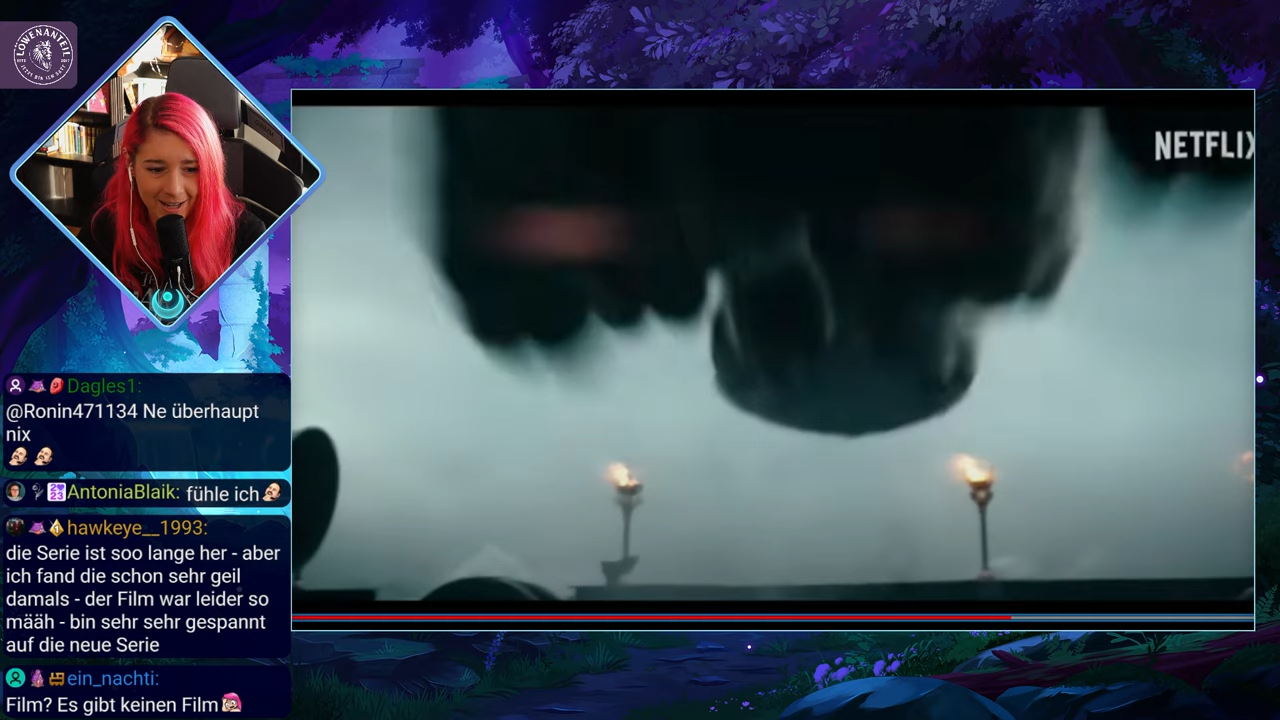 LÖWENANTEIL
NETFLIX
Dagles1:
@Ronin471134 Ne überhaupt
nix
AntoniaBlaik: fühle ich
hawkeye__1993:
die Serie ist soo lange her - aber
ich fand die schon sehr geil
damals - der Film war leider so
määh - bin sehr sehr gespannt
auf die neue Serie
ein_nachti:
Film? Es gibt keinen Film